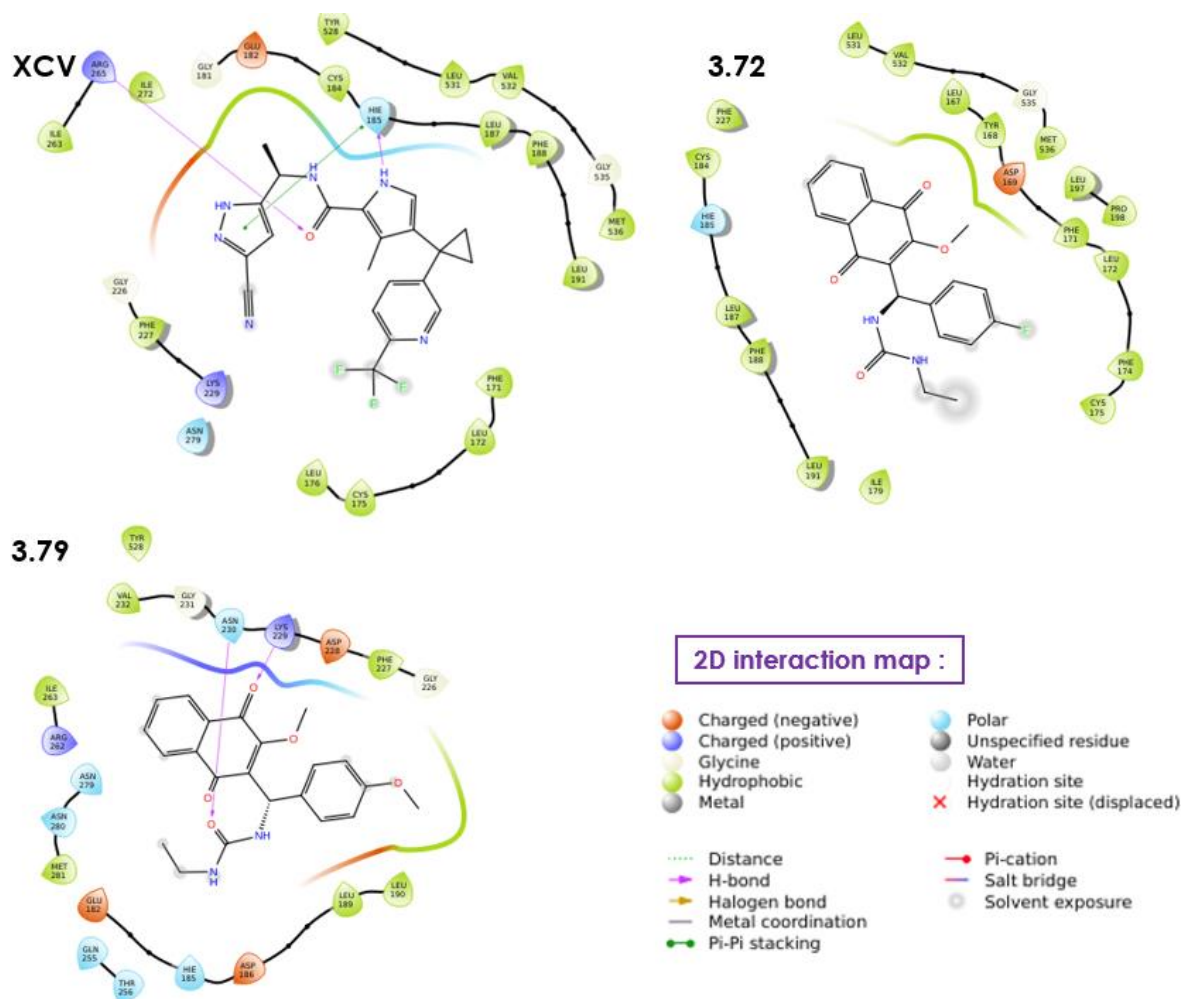 XCV
ARG
265
ILE
272
ILE
263
GLY
181
GLU
182
CYS
184
TYR
528
LEU
531
VAL
532
HIE
185
LEU
187
PHE
188
GLY
535
MET
536
LEU
191
GLY
226
PHE
227
LYS
229
ASN
279
PHE
171
LEU
172
CYS
175
LEU
176
H
N
H
N
HN
N
O
N
N
F
F
F
3.72
LEU
531
VAL
532
PHE
227
LEU
167
GLY
535
TYR
168
MET
536
CYS
184
ASP
169
LEU
197
PRO
198
HIE
185
PHE
171
LEU
172
LEU
187
PHE
188
PHE
174
CYS
175
LEU
191
ILE
179
O
O
O
HN
F
NH
O
3.79
TYR
528
VAL
232
GLY
231
ASN
230
LYS
229
ASP
228
PHE
227
GLY
226
ILE
263
ARG
262
ASN
279
ASN
280
MET
281
GLU
182
GLN
255
THR
256
HIE
185
ASP
186
LEU
189
LEU
190
O
O
O
O
O
NH
N
H
2D interaction map :
Charged (negative)
Charged (positive)
Glycine
Hydrophobic
Metal
Polar
Unspecified residue
Water
Hydration site
Hydration site (displaced)
Distance
H-bond
Halogen bond
Metal coordination
Pi-Pi stacking
Pi-cation
Salt bridge
Solvent exposure